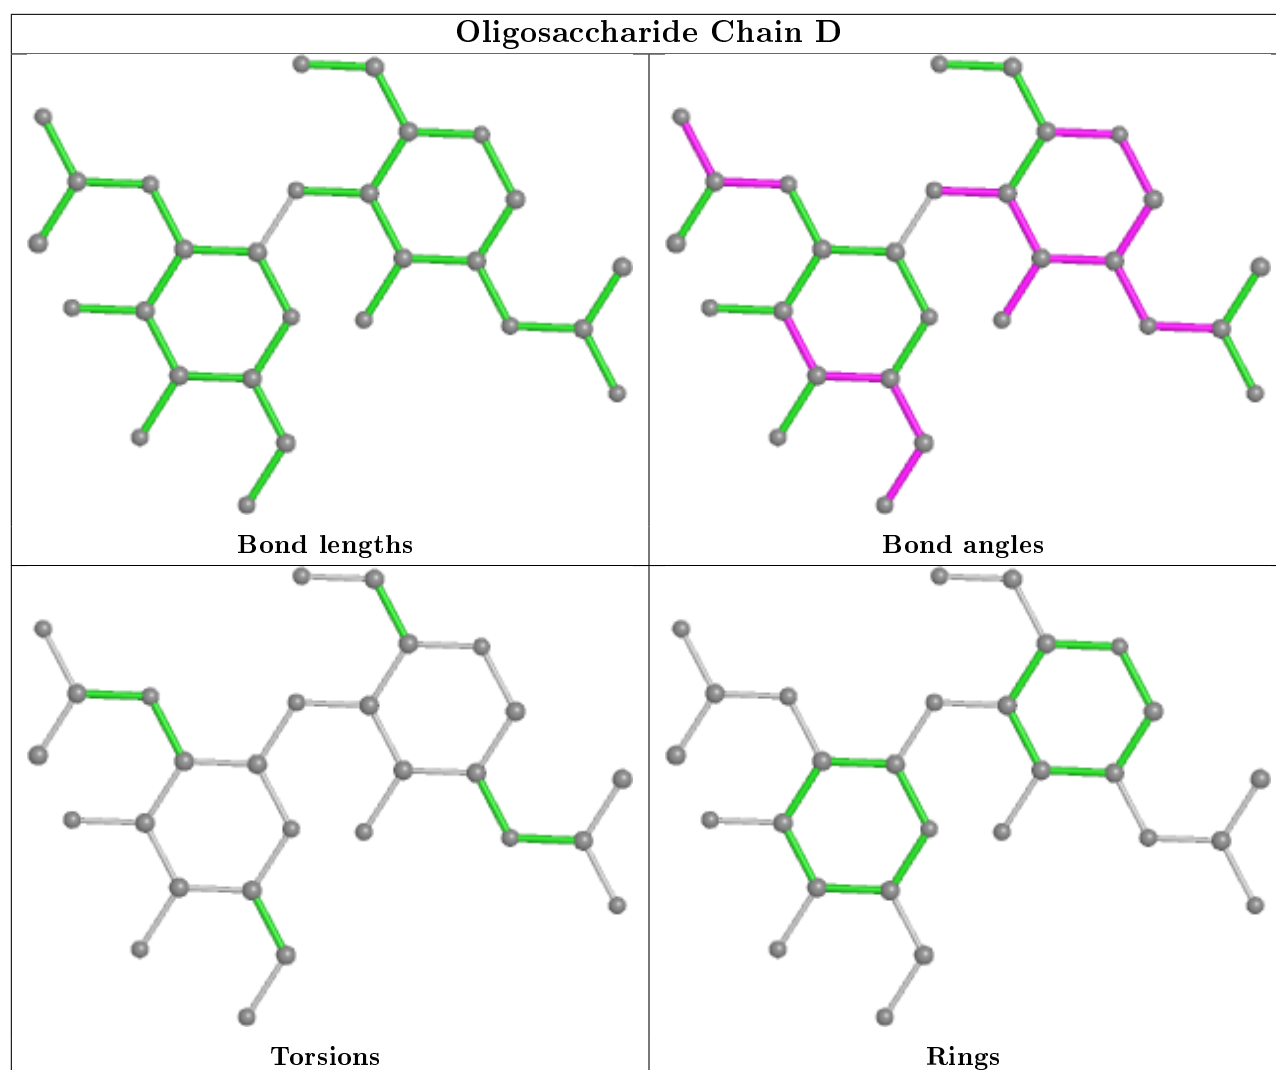 Oligosaccharide Chain D
Bond lengths
Bond angles
Torsions
Rings